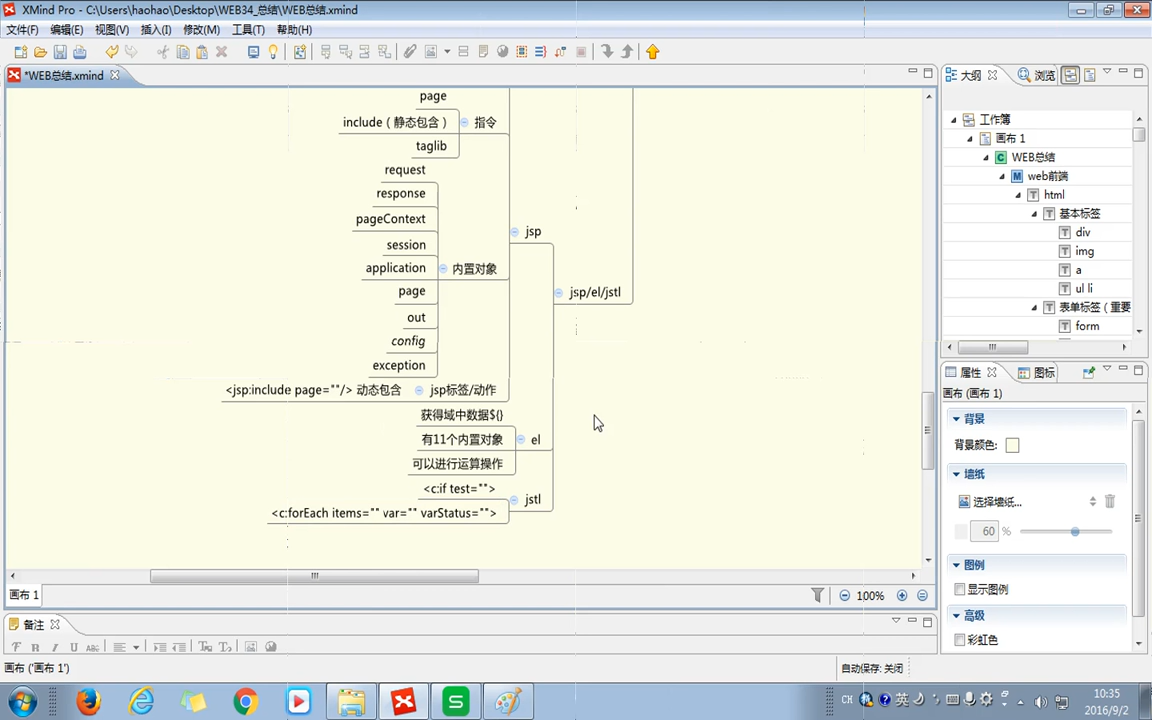 XMind Pro - C:\Users\haohao\Desktop\WEB34_总结\WEB总结.xmind
文件(F) 编辑(E) 视图(V) 插入(I) 修改(M) 工具(T) 帮助(H)
*WEB总结.xmind
page
include（静态包含）
指令
taglib
request
response
pageContext
session
application
内置对象
page
out
config
exception
jsp
jsp/el/jstl
<jsp:include page=""/> 动态包含
jsp标签/动作
获得域中数据${}
有11个内置对象
el
可以进行运算操作
<c:if test="">
jstl
<c:forEach items="" var="" varStatus="">
画布 1
100%
备注
画布 ('画布 1')
自动保存: 关闭
大纲
浏览
工作簿
画布 1
WEB总结
web前端
html
基本标签
div
img
a
ul li
表单标签（重要
form
属性
图标
画布 (画布 1)
背景
背景颜色:
墙纸
选择墙纸...
60 %
图例
显示图例
高级
彩虹色
CH
英
10:35
2016/9/2